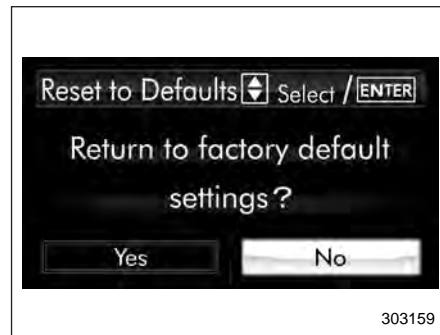 Reset to Defaults Select / ENTER
Return to factory default
settings?
Yes No
303159